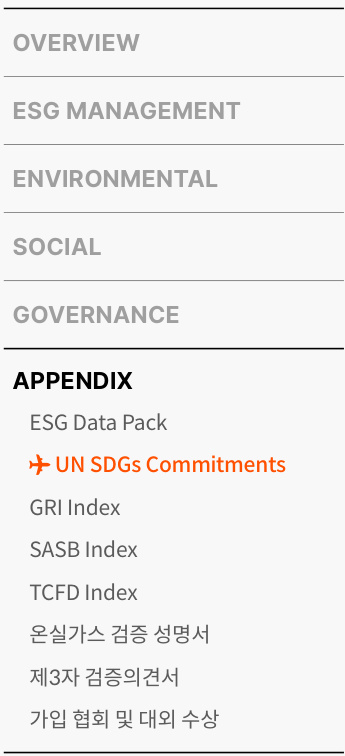 OVERVIEW
ESG MANAGEMENT
ENVIRONMENTAL
SOCIAL
GOVERNANCE
APPENDIX
ESG Data Pack
UN SDGs Commitments
GRI Index
SASB Index
TCFD Index
온실가스 검증 성명서
제3자 검증의견서
가입 협회 및 대외 수상